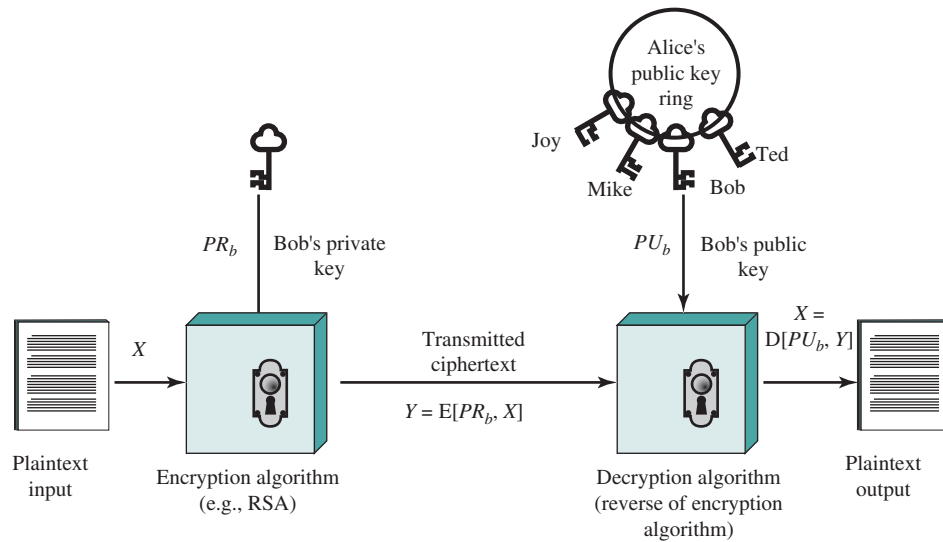 Alice's
public key
ring
Joy
Mike
Bob
Ted
PR_b
Bob's private
key
PU_b
Bob's public
key
X
Transmitted
ciphertext
Y = E[PR_b, X]
X =
D[PU_b, Y]
Plaintext
input
Encryption algorithm
(e.g., RSA)
Decryption algorithm
(reverse of encryption
algorithm)
Plaintext
output